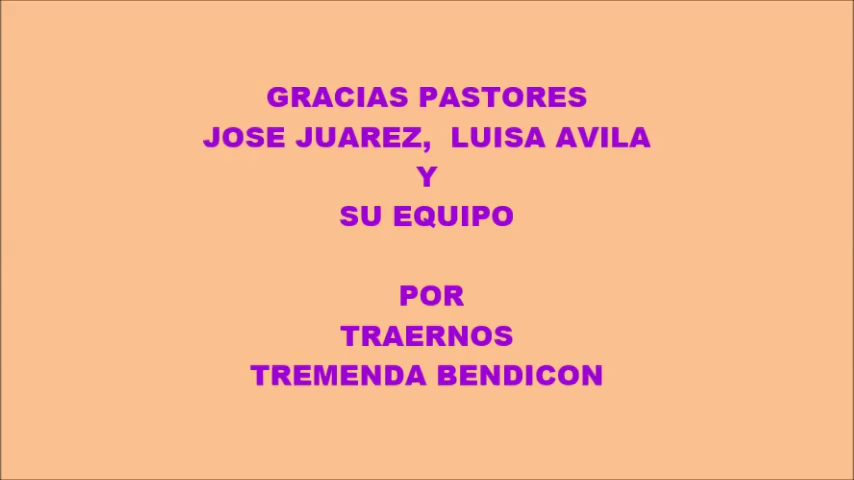 GRACIAS PASTORES
JOSE JUAREZ, LUISA AVILA
Y
SU EQUIPO
POR
TRAERNOS
TREMENDA BENDICON